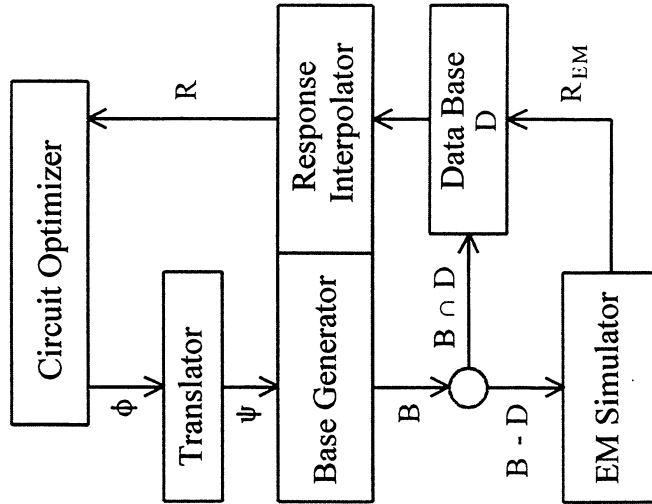 Circuit Optimizer
ϕ
R
Translator
ψ
Base Generator
Response
Interpolator
B
B ∩ D
Data Base
D
B - D
R_EM
EM Simulator